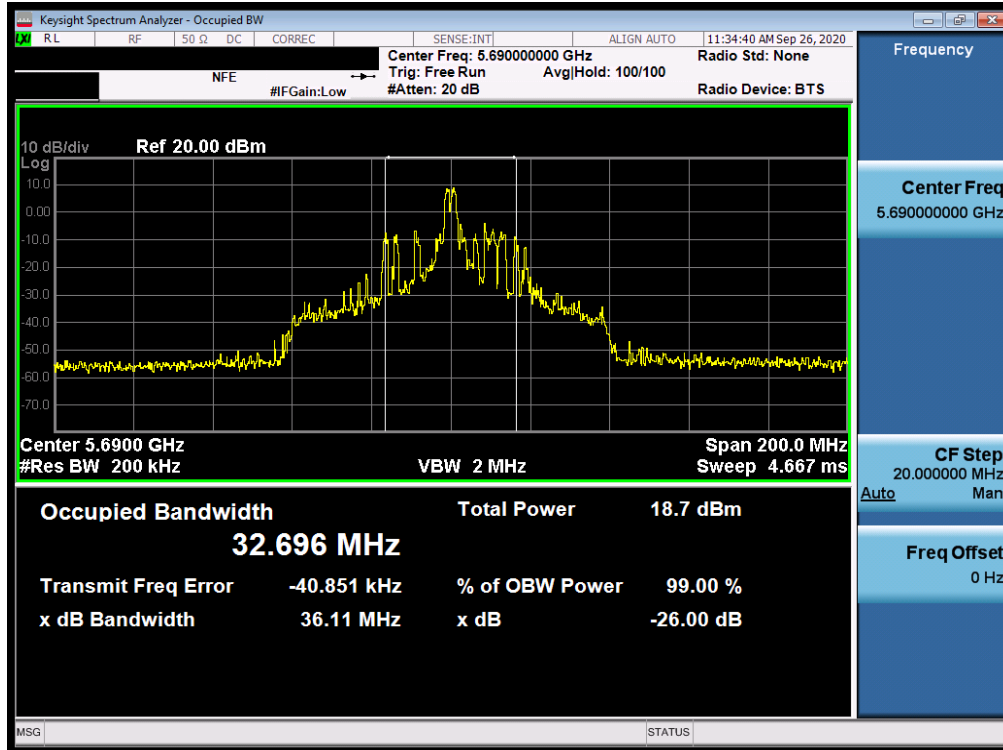 Keysight Spectrum Analyzer - Occupied BW
LXI RL RF 50 Ω DC CORREC SENSE:INT ALIGN AUTO 11:34:40 AM Sep 26, 2020
Center Freq: 5.690000000 GHz Radio Std: None
NFE Trig: Free Run Avg|Hold: 100/100
#IFGain:Low #Atten: 20 dB Radio Device: BTS
10 dB/div Ref 20.00 dBm
Log
10.0
0.00
-10.0
-20.0
-30.0
-40.0
-50.0
-60.0
-70.0
Center 5.6900 GHz Span 200.0 MHz
#Res BW 200 kHz VBW 2 MHz Sweep 4.667 ms
Occupied Bandwidth Total Power 18.7 dBm
32.696 MHz
Transmit Freq Error -40.851 kHz % of OBW Power 99.00 %
x dB Bandwidth 36.11 MHz x dB -26.00 dB
MSG STATUS
Frequency
Center Freq
5.690000000 GHz
CF Step
20.000000 MHz
Auto Man
Freq Offset
0 Hz